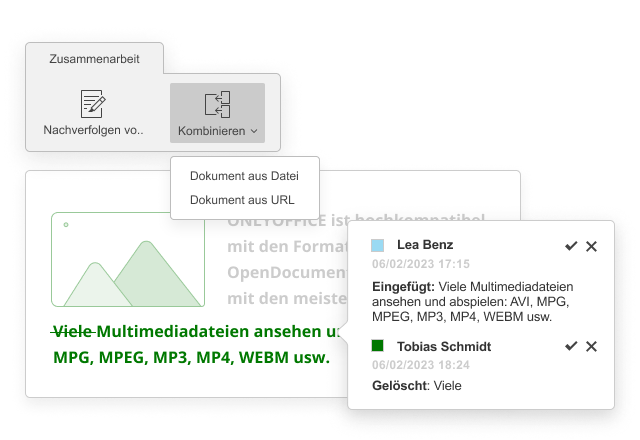 Zusammenarbeit
Nachverfolgen vo..
Kombinieren
Dokument aus Datei
Dokument aus URL
ONLYOFFICE ist hochkompatibel
mit den Format
OpenDocument
mit den meiste
Viele Multimediadateien ansehen u
MPG, MPEG, MP3, MP4, WEBM usw.
Lea Benz
06/02/2023 17:15
Eingefügt: Viele Multimediadateien
ansehen und abspielen: AVI, MPG,
MPEG, MP3, MP4, WEBM usw.
Tobias Schmidt
06/02/2023 18:24
Gelöscht: Viele